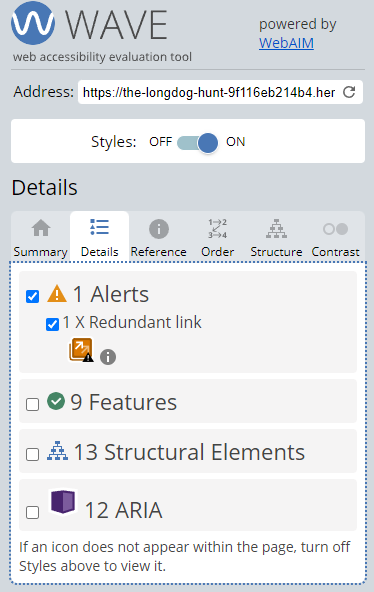 WAVE
web accessibility evaluation tool
powered by
WebAIM
Address: https://the-longdog-hunt-9f116eb214b4.her
Styles: OFF ON
Details
Summary Details Reference Order Structure Contrast
1 Alerts
1 X Redundant link
9 Features
13 Structural Elements
12 ARIA
If an icon does not appear within the page, turn off
Styles above to view it.